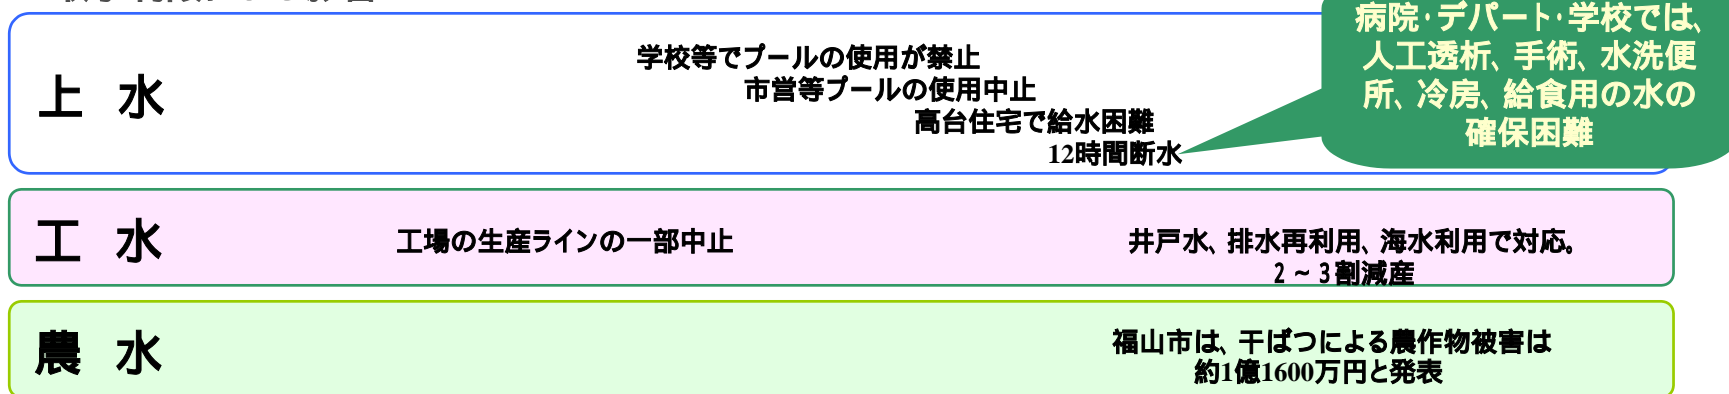 病院・デパート・学校では、
人工透析、手術、水洗便
所、冷房、給食用の水の
確保困難
上 水
学校等でプールの使用が禁止
市営等プールの使用中止
高台住宅で給水困難
12時間断水
工 水
工場の生産ラインの一部中止
井戸水、排水再利用、海水利用で対応。
2～3割減産
農 水
福山市は、干ばつによる農作物被害は
約1億1600万円と発表